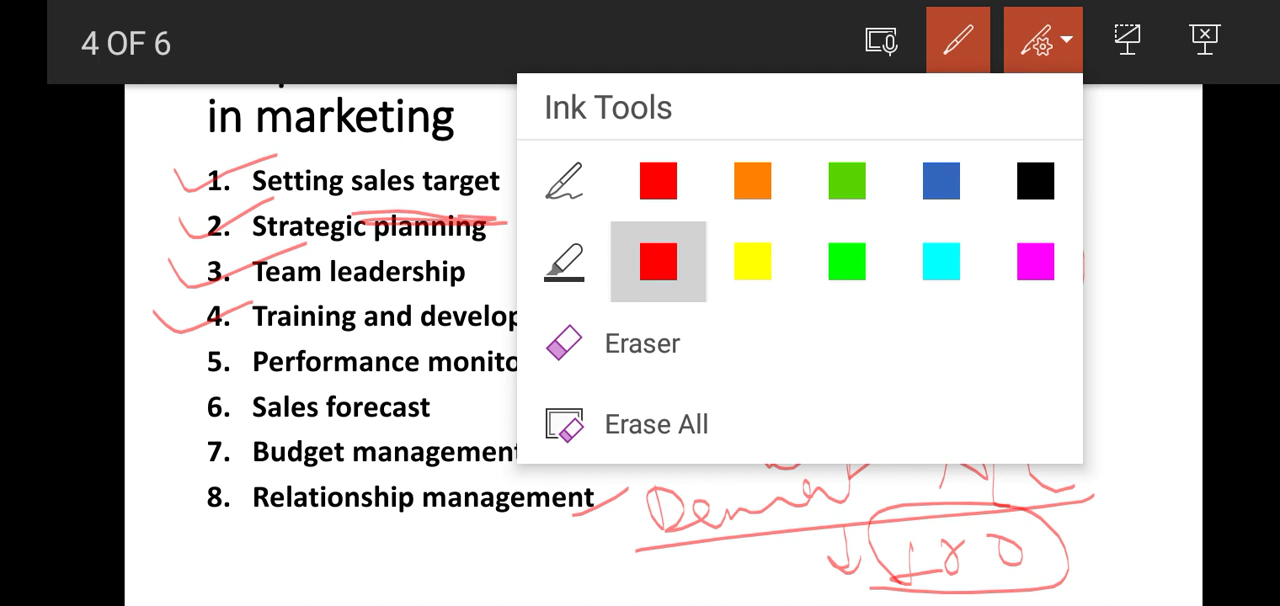 4 OF 6
in marketing
Ink Tools
1. Setting sales target
2. Strategic planning
3. Team leadership
4. Training and develop
5. Performance monito
6. Sales forecast
7. Budget management
8. Relationship management
Eraser
Erase All